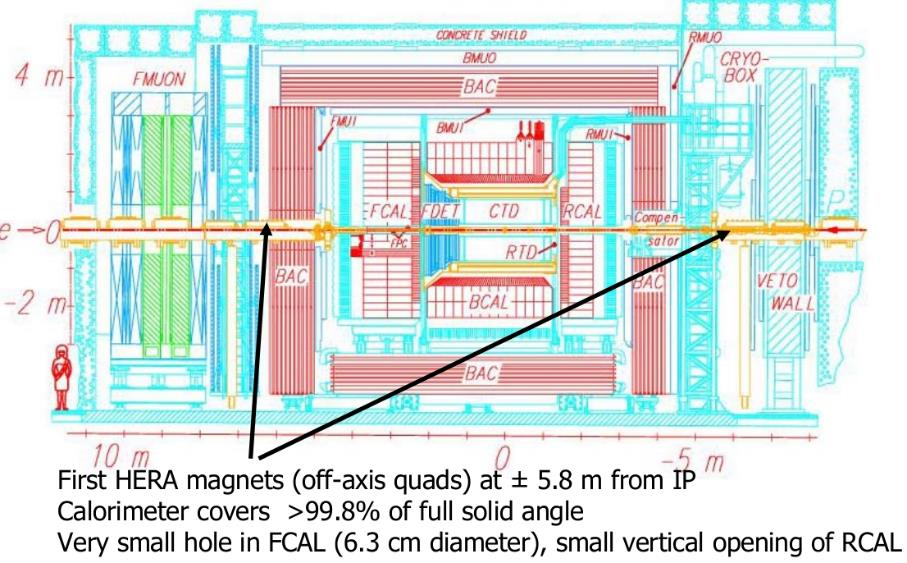 CONCRETE SHIELD
RMUO
BMUO
CRYO-
BOX
4 m
FMUON
BAC
FMUI
BMUI
RMUI
P
FCAL
FDET
CTD
RCAL
Compen-
sator
e → 0
FPC
RTD
BAC
BAC
VETO
WALL
-2 m
BCAL
BAC
10 m
0
-5 m
First HERA magnets (off-axis quads) at ± 5.8 m from IP
Calorimeter covers >99.8% of full solid angle
Very small hole in FCAL (6.3 cm diameter), small vertical opening of RCAL